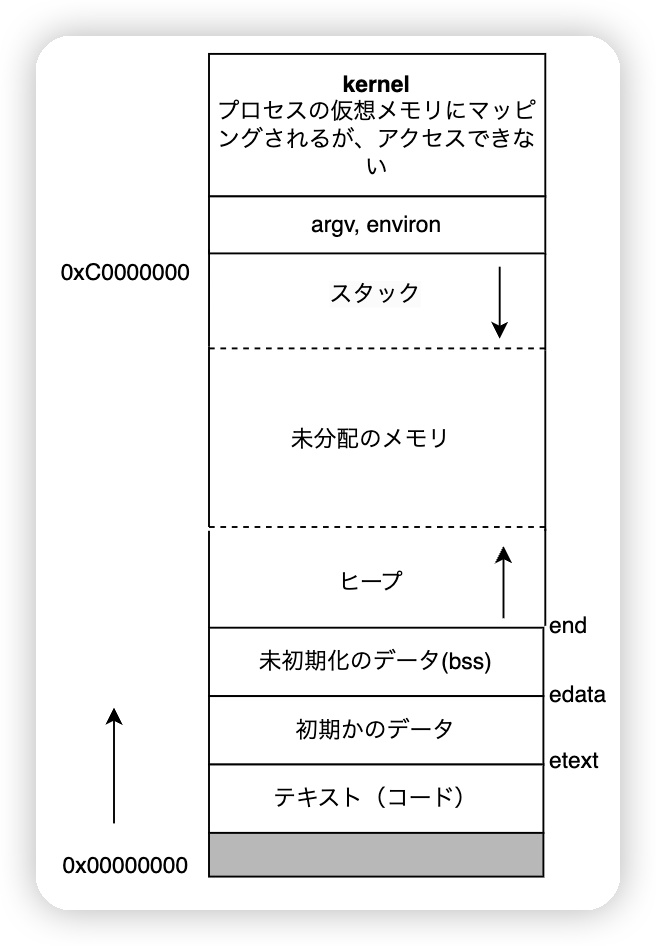 kernel
プロセスの仮想メモリにマッピ
ングされるが、アクセスできな
い
argv, environ
0xC0000000
スタック
未分配のメモリ
ヒープ
end
未初期化のデータ(bss)
edata
初期かのデータ
etext
テキスト（コード）
0x00000000